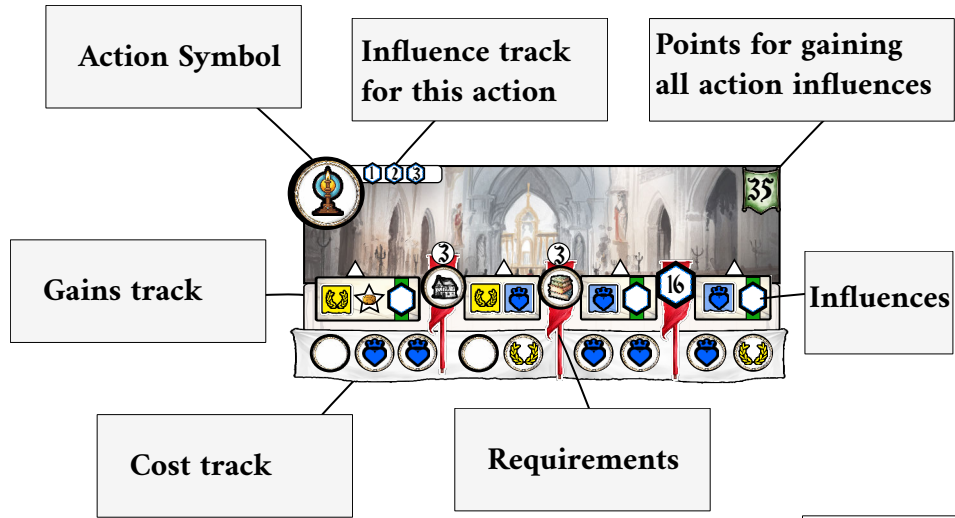 Action Symbol
Influence track
for this action
Points for gaining
all action influences
1 2 3
35
Gains track
3
3
16
Influences
Cost track
Requirements